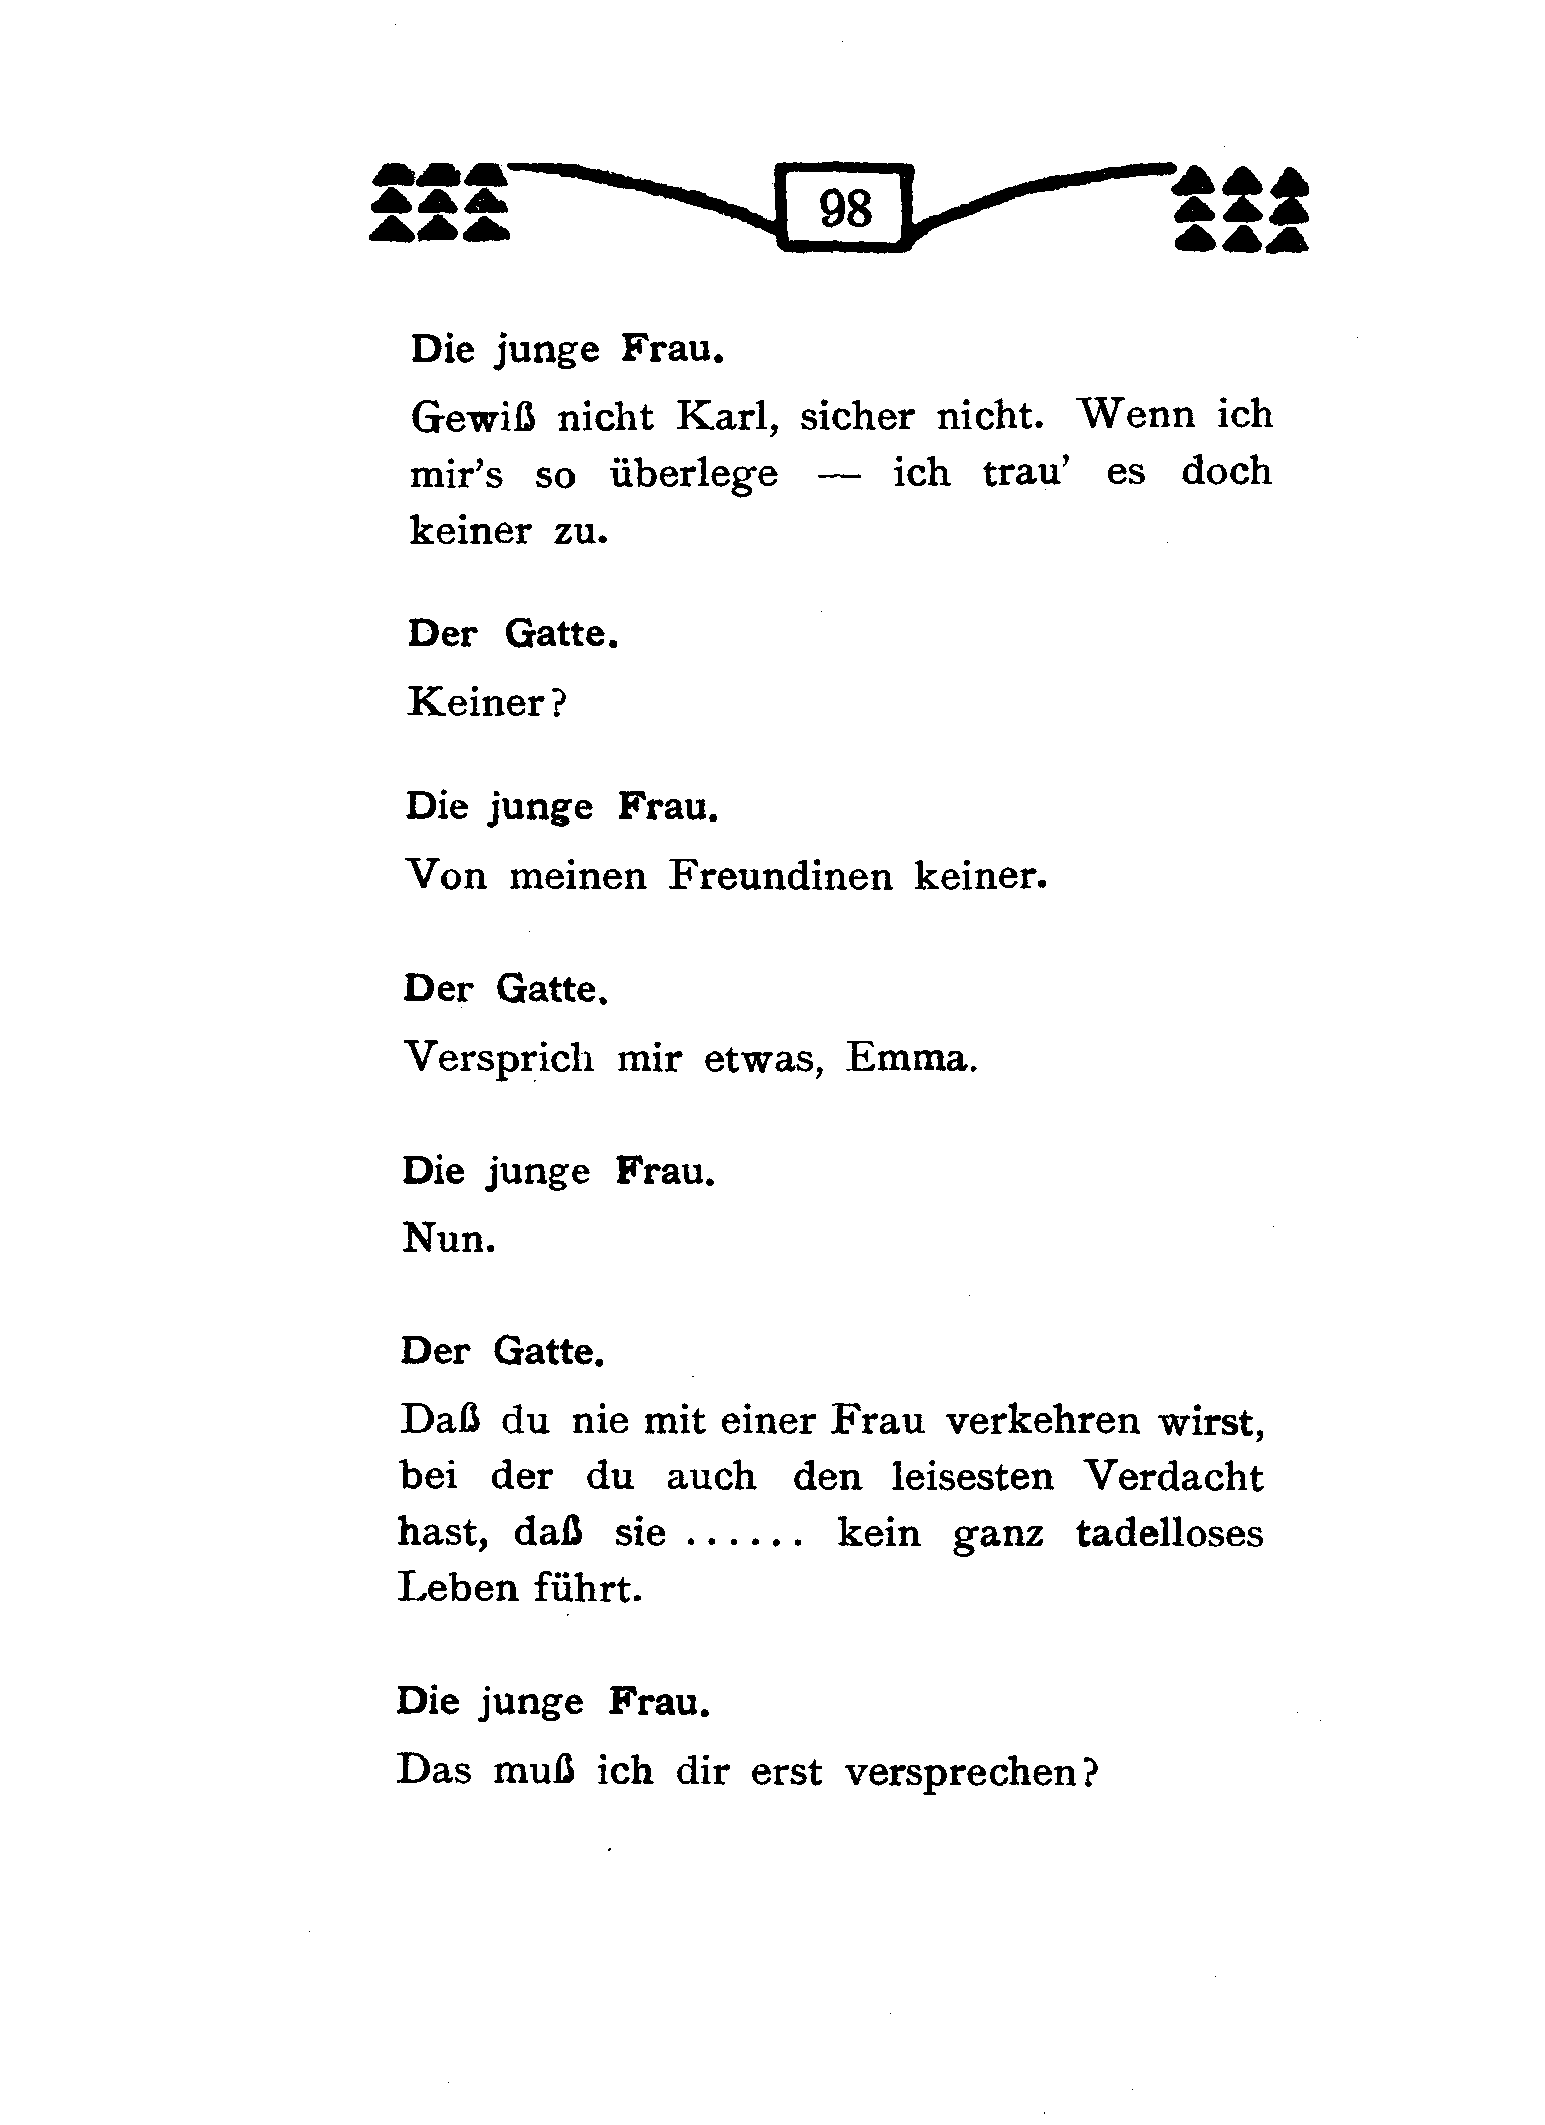 98
Die junge Frau.
Gewiß nicht Karl, sicher nicht. Wenn ich
mir's so überlege — ich trau' es doch
keiner zu.
Der Gatte.
Keiner?
Die junge Frau.
Von meinen Freundinen keiner.
Der Gatte.
Versprich mir etwas, Emma.
Die junge Frau.
Nun.
Der Gatte.
Daß du nie mit einer Frau verkehren wirst,
bei der du auch den leisesten Verdacht
hast, daß sie ...... kein ganz tadelloses
Leben führt.
Die junge Frau.
Das muß ich dir erst versprechen?